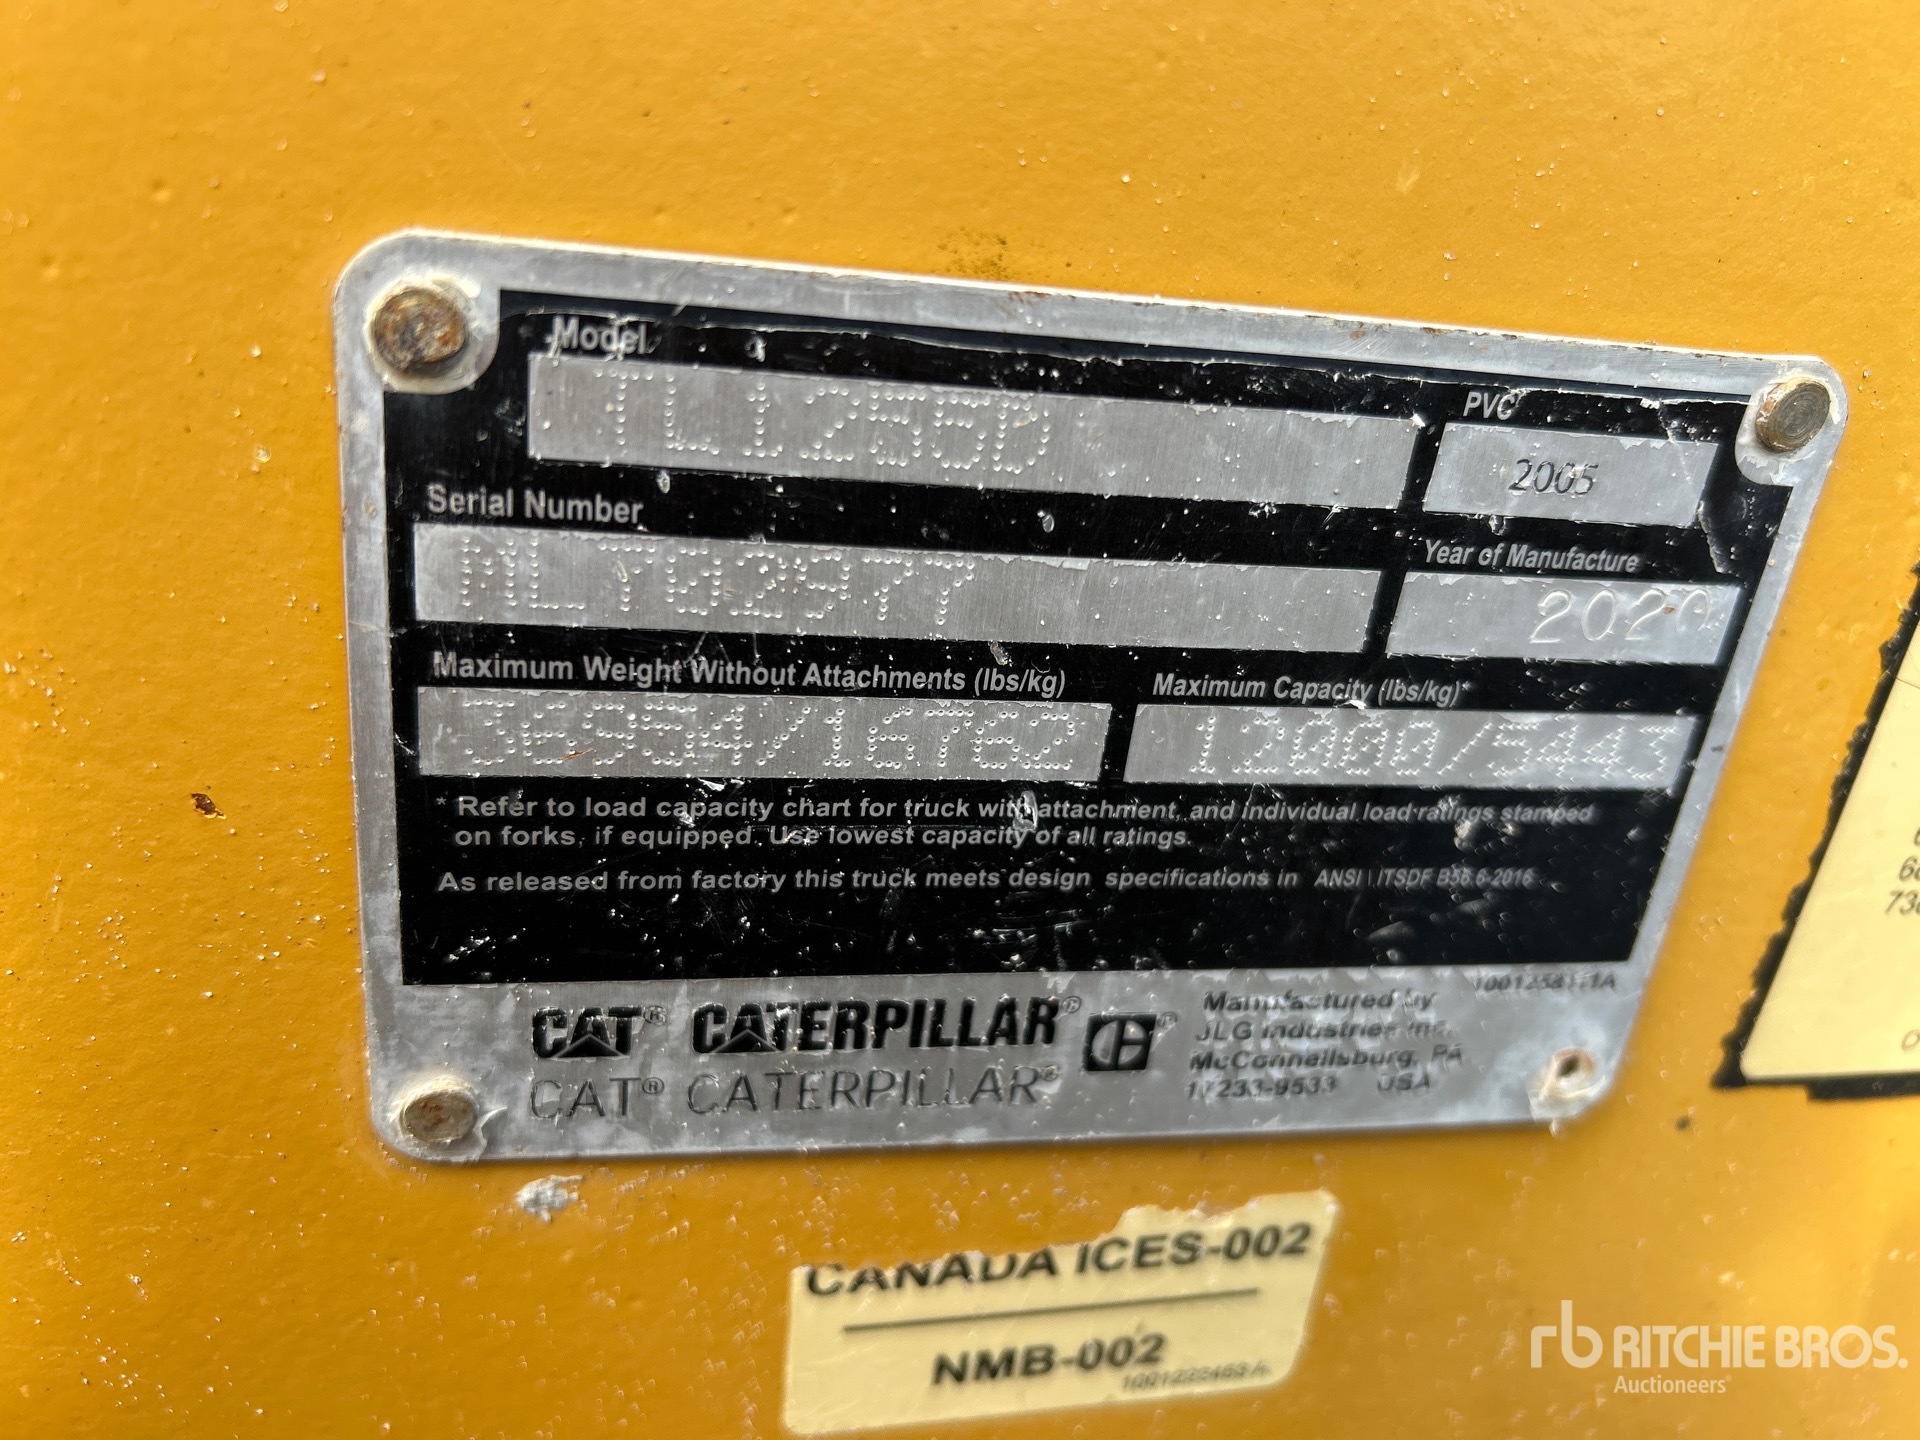 Model
TL1255D
PVC
2005
Serial Number
ML702977
Year of Manufacture
2020
Maximum Weight Without Attachments (lbs/kg)
36954/16762
Maximum Capacity (lbs/kg)*
12000/5443
* Refer to load capacity chart for truck with attachment, and individual load ratings stamped
on forks, if equipped. Use lowest capacity of all ratings.
As released from factory this truck meets design specifications in ANSI / ITSDF B56.6-2016
CAT® CATERPILLAR®
CAT® CATERPILLAR®
Manufactured by
JLG Industries Inc.
McConnellsburg, PA
17233-9533 USA
CANADA ICES-002
NMB-002
rb RITCHIE BROS.
Auctioneers